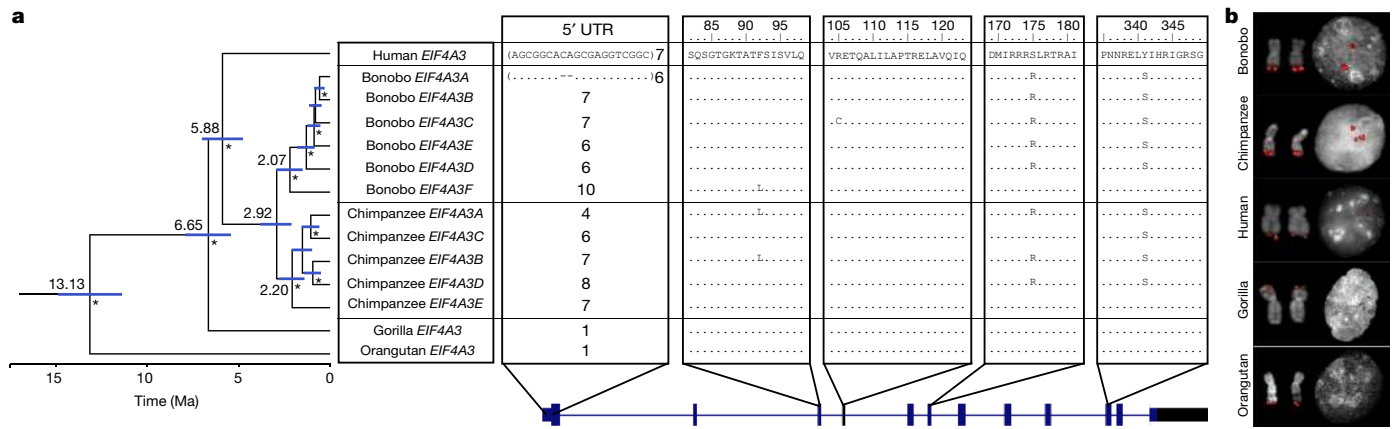 a
b
5′ UTR
85 90 95
105 110 115 120
170 175 180
340 345
Human EIF4A3 (AGCGGCACAGCGAGGTCGGC)7 SQSGTGKTATFSISVLQ VRETQALILAPTRELAVQIQ DMIRRRSLRTRAI PNNRELYIHRIGRSG
Bonobo EIF4A3A (.......--...........)6 R S
Bonobo EIF4A3B 7 R S
Bonobo EIF4A3C 7 C R S
Bonobo EIF4A3E 6 R S
Bonobo EIF4A3D 6 R S
Bonobo EIF4A3F 10 L
Chimpanzee EIF4A3A 4 L R S
Chimpanzee EIF4A3C 6 S
Chimpanzee EIF4A3B 7 L R S
Chimpanzee EIF4A3D 8 R S
Chimpanzee EIF4A3E 7
Gorilla EIF4A3 1
Orangutan EIF4A3 1
5.88
2.07
2.92
6.65
2.20
13.13
* * * * * * * * * * *
15 10 5 0
Time (Ma)
Bonobo
Chimpanzee
Human
Gorilla
Orangutan